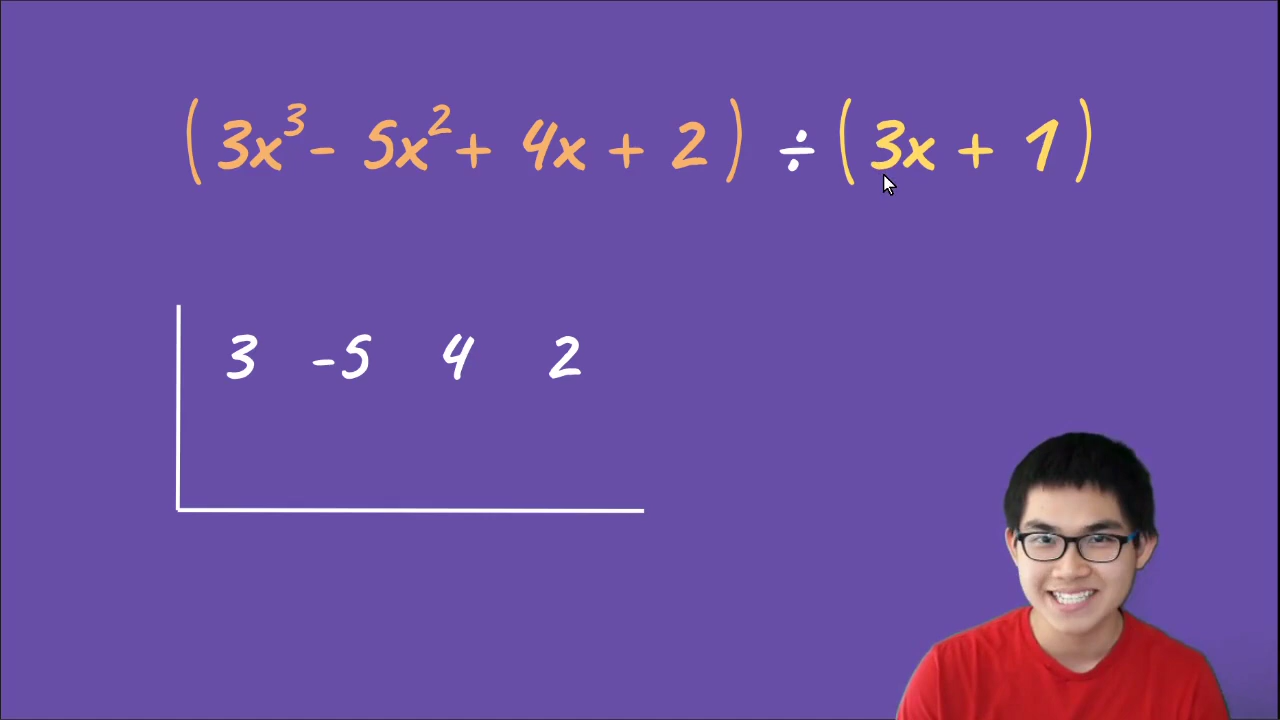 (3x³ - 5x² + 4x + 2) ÷ (3x + 1)
3 -5 4 2